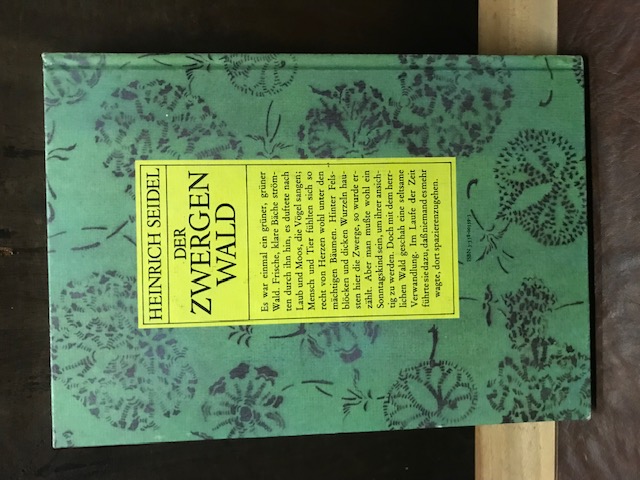 HEINRICH SEIDEL
DER
ZWERGEN
WALD
Es war einmal ein grüner, grüner
Wald. Frische, klare Bäche ström-
ten durch ihn hin, es duftete nach
Laub und Moos, die Vögel sangen;
Mensch und Tier fühlten sich so
recht von Herzen wohl unter den
mächtigen Bäumen. Hinter Fels-
blöcken und dicken Wurzeln hau-
sten hier die Zwerge, so wurde er-
zählt. Aber man mußte wohl ein
Sonntagskind sein, um ihrer ansich-
tig zu werden. Doch mit dem herr-
lichen Wald geschah eine seltsame
Verwandlung. Im Laufe der Zeit
führte sie dazu, daß niemand es mehr
wagte, dort spazierenzugehen.
ISBN